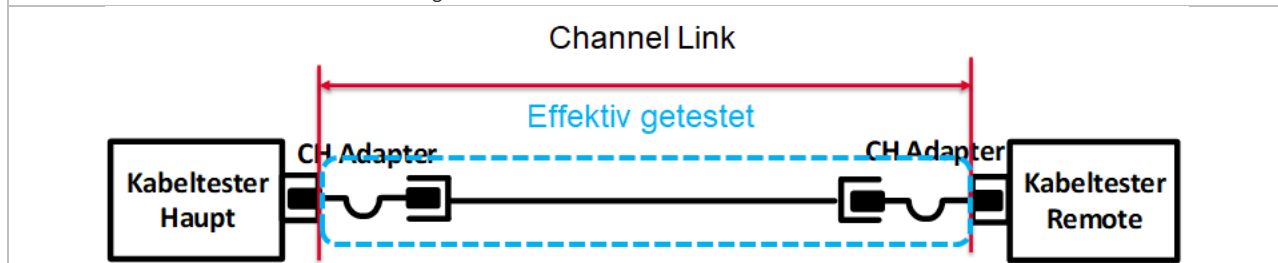 Channel Link
Effektiv getestet
CH Adapter
CH Adapter
Kabeltester
Haupt
Kabeltester
Remote